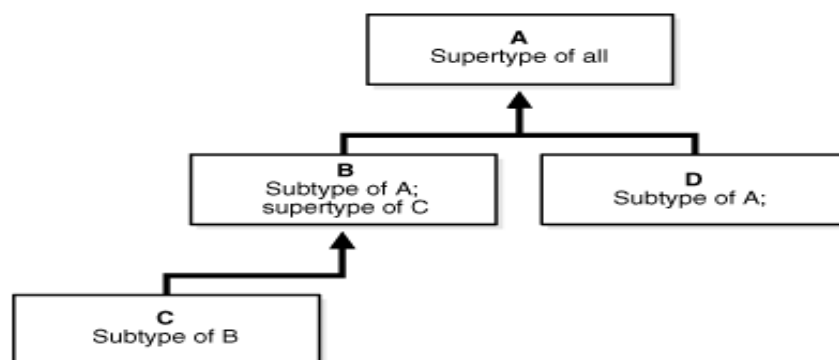 A
Supertype of all
B
Subtype of A;
supertype of C
D
Subtype of A;
C
Subtype of B